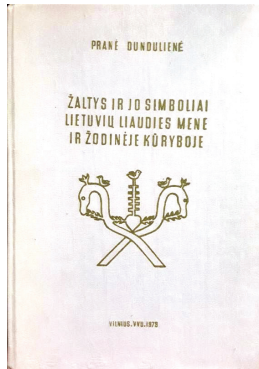 PRANĖ DUNDULIENĖ
ŽALTYS IR JO SIMBOLIAI
LIETUVIŲ LIAUDIES MENE
IR ŽODINĖJE KŪRYBOJE
VILNIUS.VVU.1979